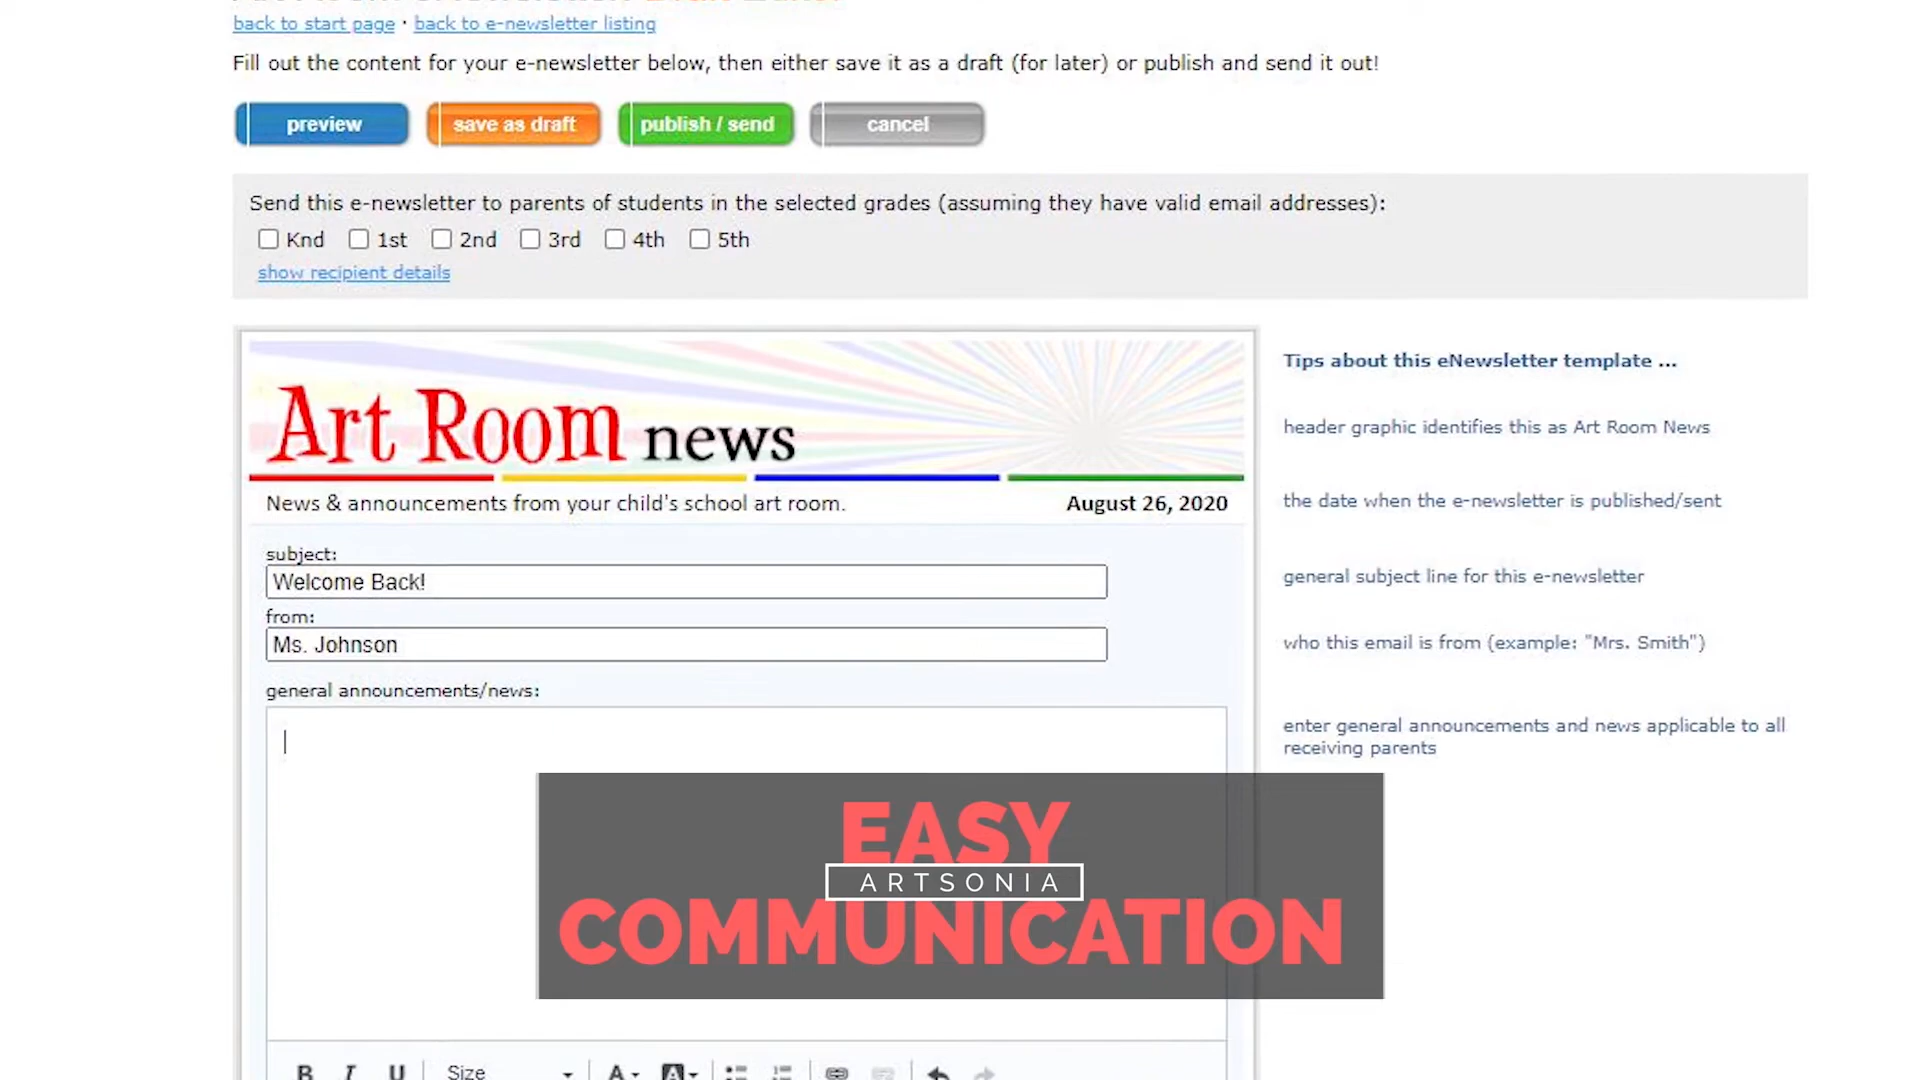 back to start page · back to e-newsletter listing
Fill out the content for your e-newsletter below, then either save it as a draft (for later) or publish and send it out!
preview save as draft publish / send cancel
Send this e-newsletter to parents of students in the selected grades (assuming they have valid email addresses):
Knd 1st 2nd 3rd 4th 5th
show recipient details
Art Room news
News & announcements from your child's school art room. August 26, 2020
subject:
Welcome Back!
from:
Ms. Johnson
general announcements/news:
Tips about this eNewsletter template ...
header graphic identifies this as Art Room News
the date when the e-newsletter is published/sent
general subject line for this e-newsletter
who this email is from (example: "Mrs. Smith")
enter general announcements and news applicable to all
receiving parents
EASY
ARTSONIA
COMMUNICATION
B I U Size A A